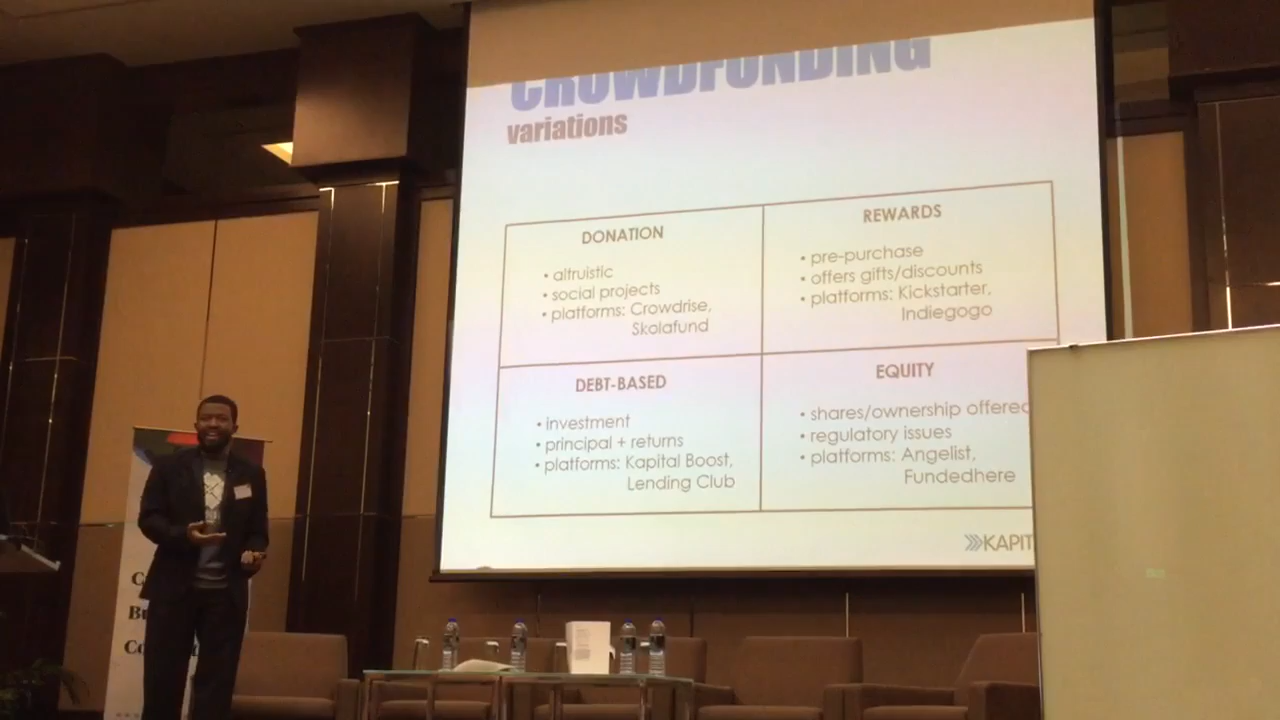 CROWDFUNDING
variations
DONATION
• altruistic
• social projects
• platforms: Crowdrise,
Skolafund
REWARDS
• pre-purchase
• offers gifts/discounts
• platforms: Kickstarter,
Indiegogo
DEBT-BASED
• investment
• principal + returns
• platforms: Kapital Boost,
Lending Club
EQUITY
• shares/ownership offered
• regulatory issues
• platforms: Angelist,
Fundedhere
KAPIT